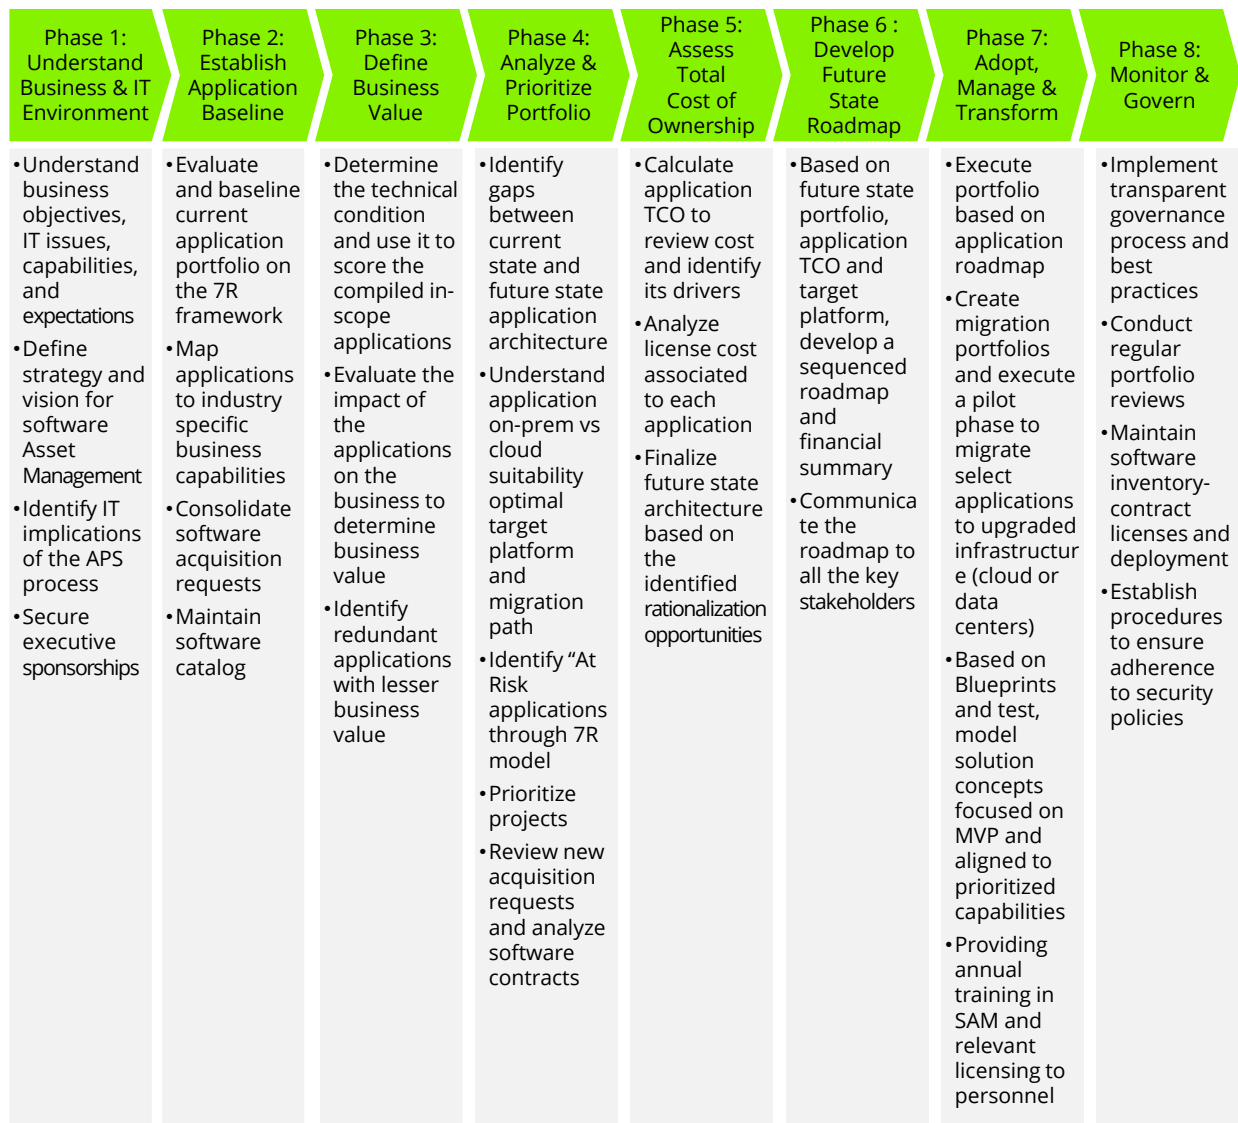 Phase 1:
Understand
Business & IT
Environment
Phase 2:
Establish
Application
Baseline
Phase 3:
Define
Business
Value
Phase 4:
Analyze &
Prioritize
Portfolio
Phase 5:
Assess
Total
Cost of
Ownership
Phase 6 :
Develop
Future
State
Roadmap
Phase 7:
Adopt,
Manage &
Transform
Phase 8:
Monitor &
Govern
•Understand
business
objectives,
IT issues,
capabilities,
and
expectations
•Define
strategy and
vision for
software
Asset
Management
•Identify IT
implications
of the APS
process
•Secure
executive
sponsorships
•Evaluate
and baseline
current
application
portfolio on
the 7R
framework
•Map
applications
to industry
specific
business
capabilities
•Consolidate
software
acquisition
requests
•Maintain
software
catalog
•Determine
the technical
condition
and use it to
score the
compiled in-
scope
applications
•Evaluate the
impact of
the
applications
on the
business to
determine
business
value
•Identify
redundant
applications
with lesser
business
value
•Identify
gaps
between
current
state and
future state
application
architecture
•Understand
application
on-prem vs
cloud
suitability
optimal
target
platform
and
migration
path
•Identify “At
Risk
applications
through 7R
model
•Prioritize
projects
•Review new
acquisition
requests
and analyze
software
contracts
•Calculate
application
TCO to
review cost
and identify
its drivers
•Analyze
license cost
associated
to each
application
•Finalize
future state
architecture
based on
the
identified
rationalization
opportunities
•Based on
future state
portfolio,
application
TCO and
target
platform,
develop a
sequenced
roadmap
and
financial
summary
•Communica
te the
roadmap to
all the key
stakeholders
•Execute
portfolio
based on
application
roadmap
•Create
migration
portfolios
and execute
a pilot
phase to
migrate
select
applications
to upgraded
infrastructur
e (cloud or
data
centers)
•Based on
Blueprints
and test,
model
solution
concepts
focused on
MVP and
aligned to
prioritized
capabilities
•Providing
annual
training in
SAM and
relevant
licensing to
personnel
•Implement
transparent
governance
process and
best
practices
•Conduct
regular
portfolio
reviews
•Maintain
software
inventory-
contract
licenses and
deployment
•Establish
procedures
to ensure
adherence
to security
policies